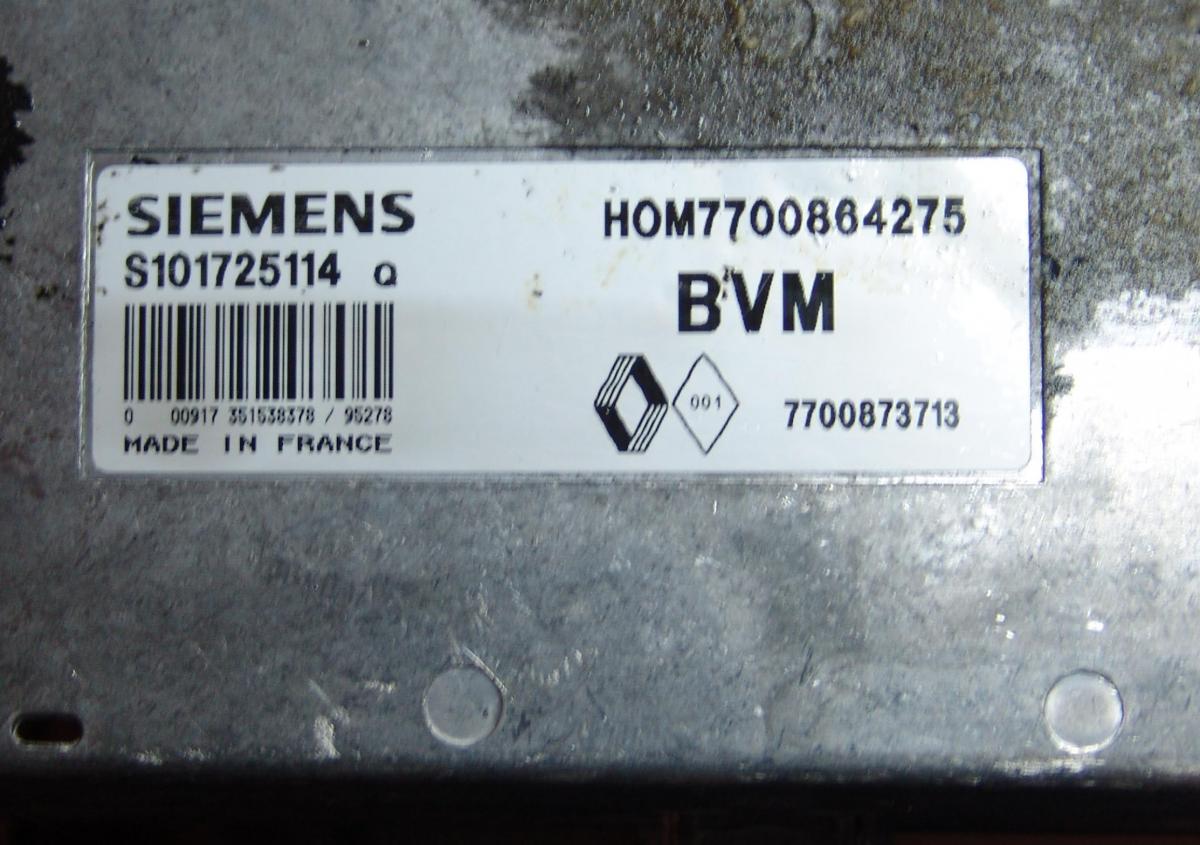 SIEMENS
S101725114 Q
0 00917 351538378 / 95278
MADE IN FRANCE
HOM7700864275
BVM
001
7700873713